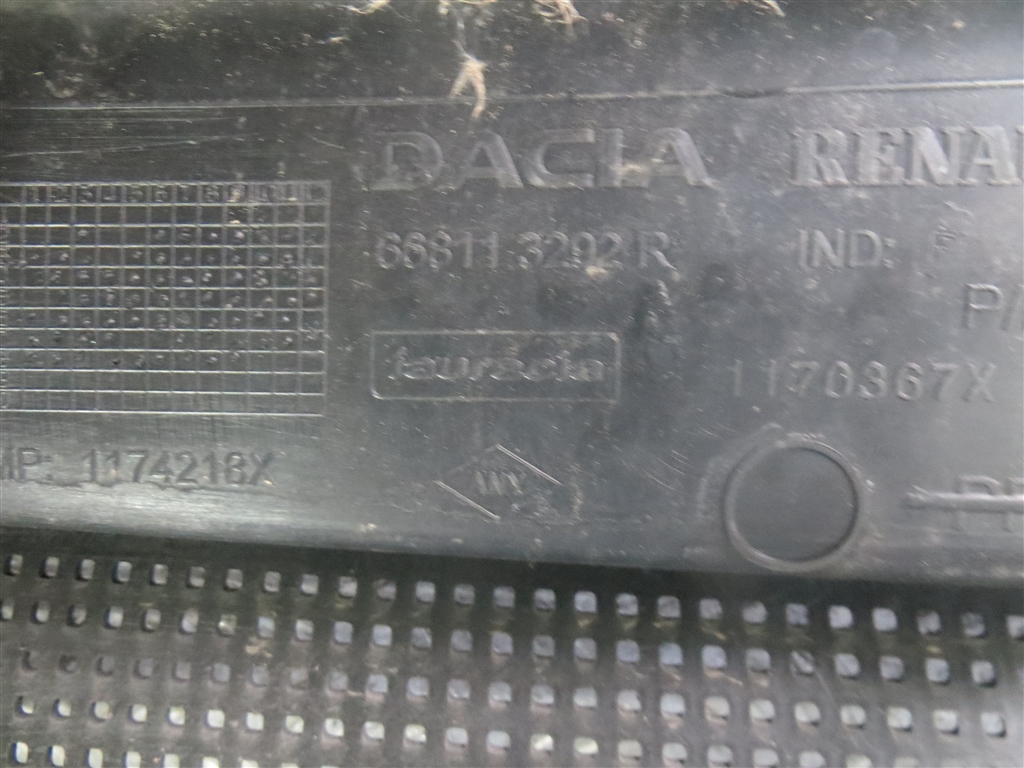 DACIA
66811 3292 R
faurecia
IND: F
1170367X
MP: 1174218X